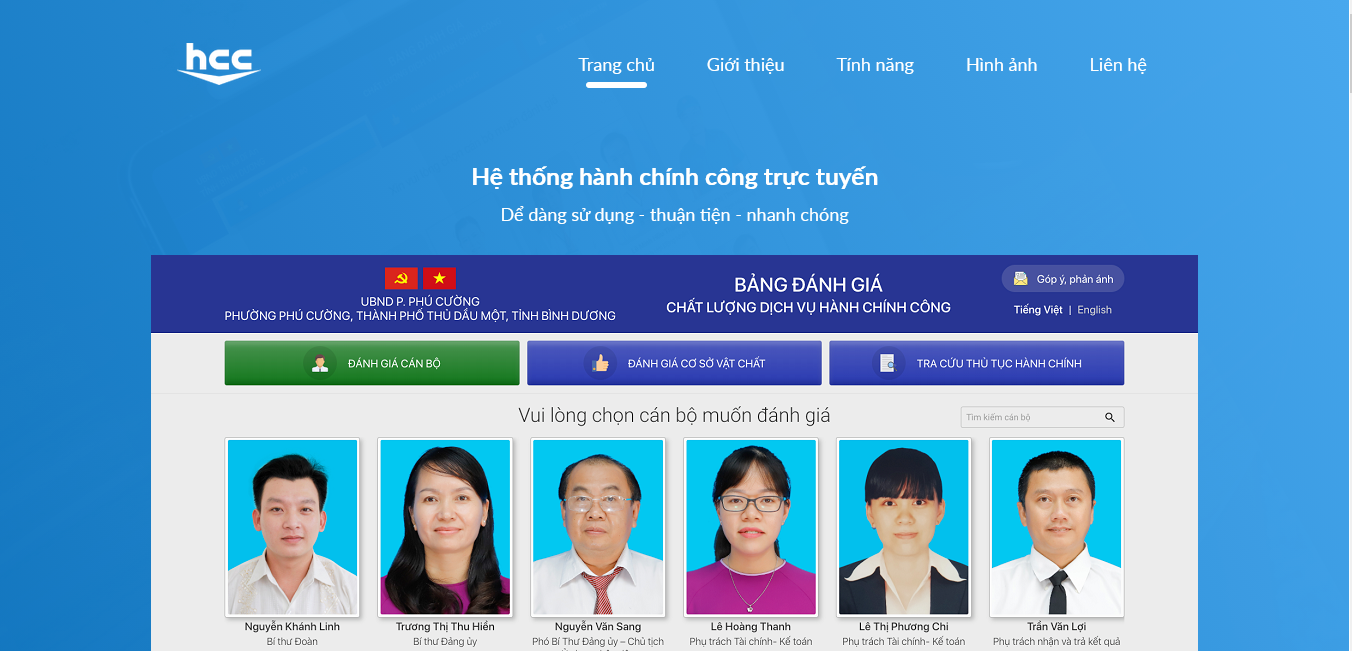 hcc
Trang chủ
Giới thiệu
Tính năng
Hình ảnh
Liên hệ
Hệ thống hành chính công trực tuyến
Dể dàng sử dụng - thuận tiện - nhanh chóng
UBND P. PHÚ CƯỜNG
PHƯỜNG PHÚ CƯỜNG, THÀNH PHỐ THỦ DẦU MỘT, TỈNH BÌNH DƯƠNG
BẢNG ĐÁNH GIÁ
CHẤT LƯỢNG DỊCH VỤ HÀNH CHÍNH CÔNG
Góp ý, phản ánh
Tiếng Việt | English
ĐÁNH GIÁ CÁN BỘ
ĐÁNH GIÁ CƠ SỞ VẬT CHẤT
TRA CỨU THỦ TỤC HÀNH CHÍNH
Vui lòng chọn cán bộ muốn đánh giá
Tìm kiếm cán bộ
Nguyễn Khánh Linh
Bí thư Đoàn
Trương Thị Thu Hiền
Bí thư Đảng ủy
Nguyễn Văn Sang
Phó Bí Thư Đảng ủy – Chủ tịch
Lê Hoàng Thanh
Phụ trách Tài chính- Kế toán
Lê Thị Phương Chi
Phụ trách Tài chính- Kế toán
Trần Văn Lợi
Phụ trách nhận và trả kết quả